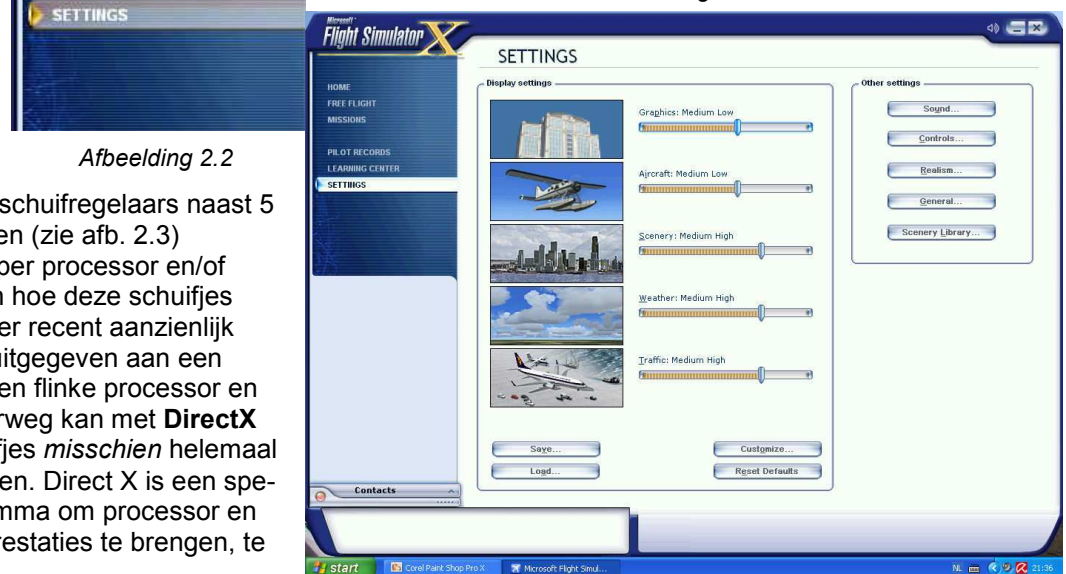 SETTINGS
Afbeelding 2.2
schuifregelaars naast 5
en (zie afb. 2.3)
per processor en/of
hoe deze schuifjes
er recent aanzienlijk
uitgegeven aan een
en flinke processor en
rweg kan met DirectX
fjes misschien helemaal
en. Direct X is een spe-
mma om processor en
restaties te brengen, te
Microsoft
Flight Simulator X
SETTINGS
HOME
FREE FLIGHT
MISSIONS
PILOT RECORDS
LEARNING CENTER
SETTINGS
Display settings
Graphics: Medium Low
Aircraft: Medium Low
Scenery: Medium High
Weather: Medium High
Traffic: Medium High
Save...
Customize...
Load...
Reset Defaults
Other settings
Sound...
Controls...
Realism...
General...
Scenery Library...
Contacts
start
Corel Paint Shop Pro X
Microsoft Flight Simul...
NL
21:36